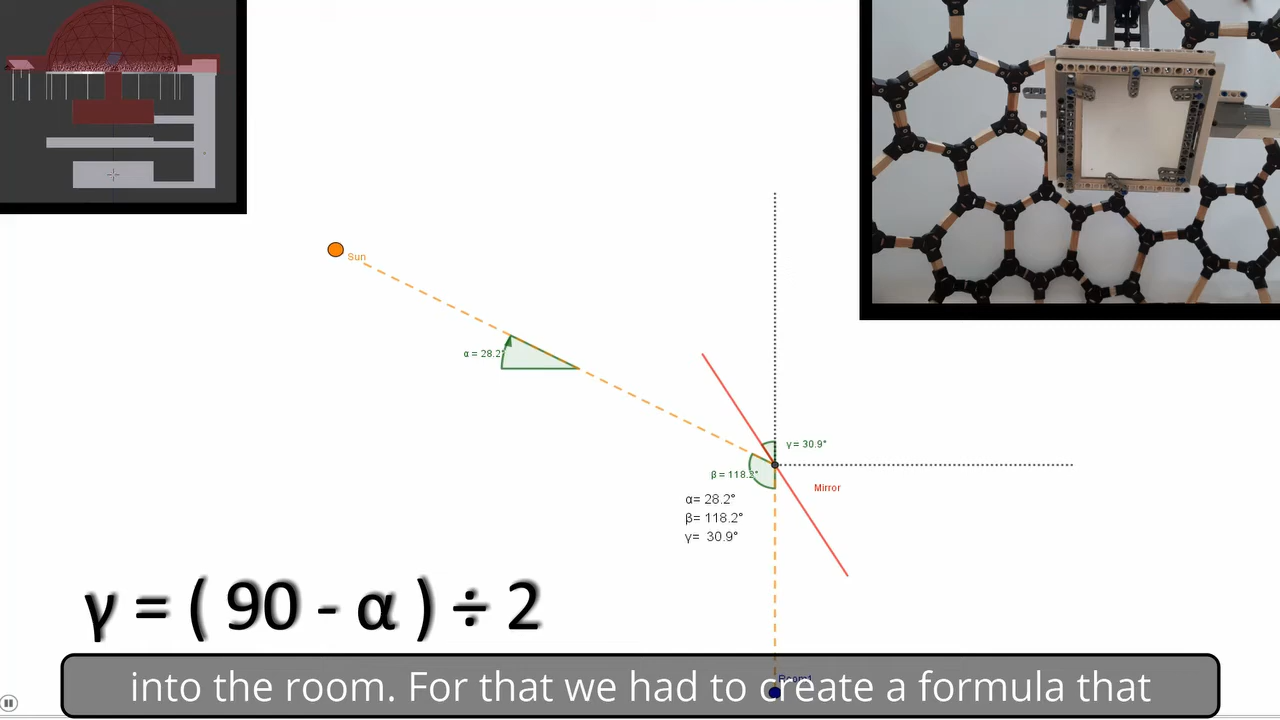 Sun
α = 28.2
γ = 30.9°
β = 118.2°
Mirror
α= 28.2°
β= 118.2°
γ= 30.9°
γ = ( 90 - α ) ÷ 2
into the room. For that we had to create a formula that